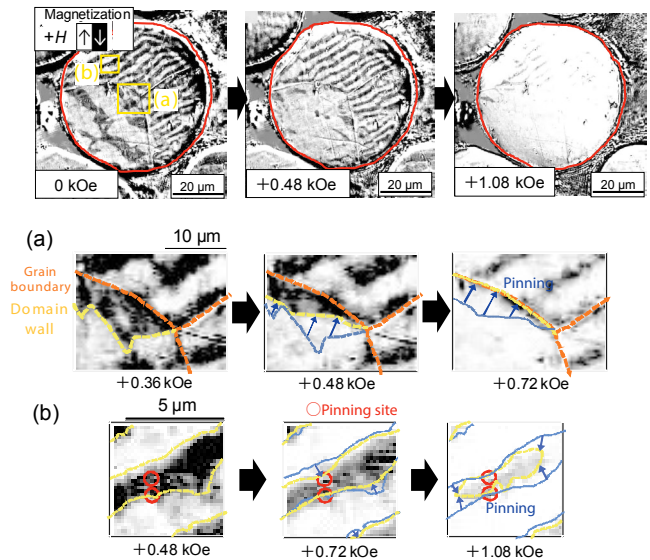 Magnetization
+H ↑ ↓
(b)
(a)
0 kOe
20 µm
+0.48 kOe
20 µm
+1.08 kOe
20 µm
(a)
10 µm
Grain
boundary
Domain
wall
Pinning
+0.36 kOe
+0.48 kOe
+0.72 kOe
(b)
5 µm
Pinning site
Pinning
+0.48 kOe
+0.72 kOe
+1.08 kOe